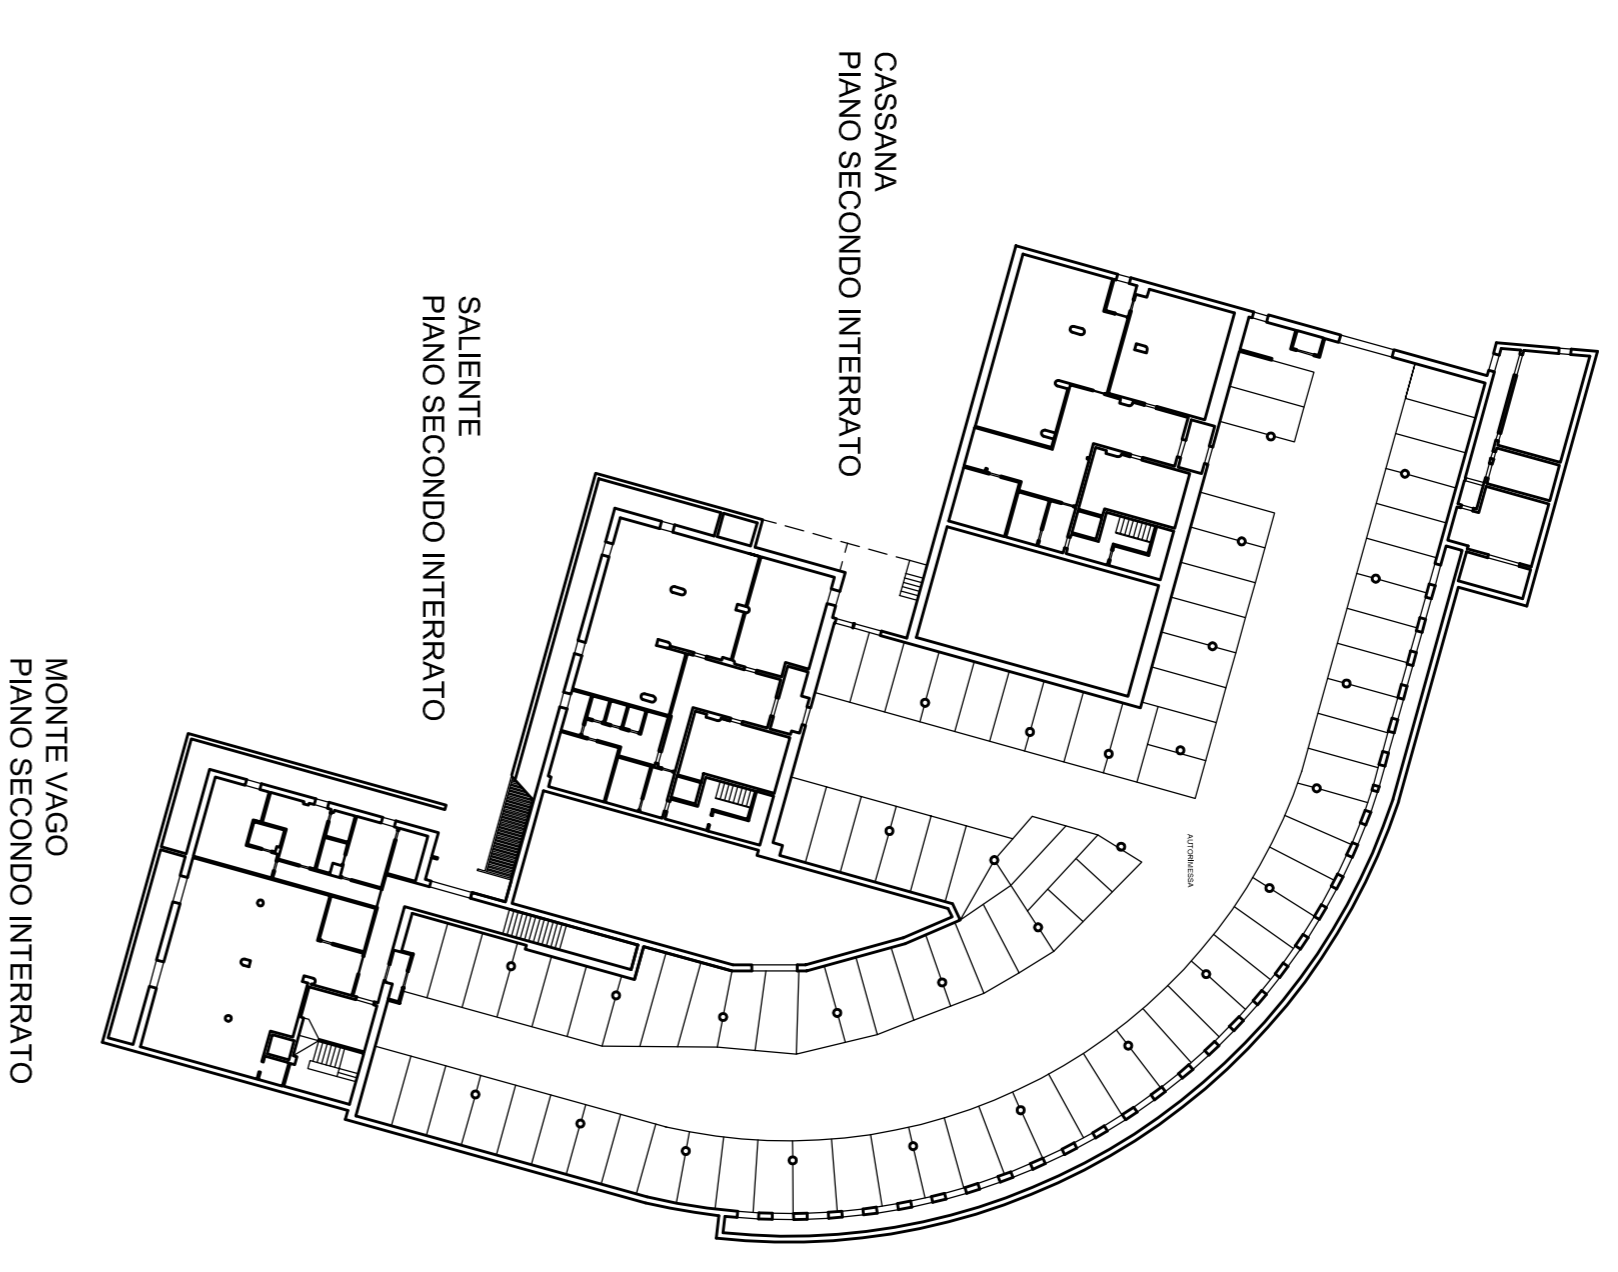 CASSANA
PIANO SECONDO INTERRATO
SALIENTE
PIANO SECONDO INTERRATO
MONTE VAGO
PIANO SECONDO INTERRATO
AUTORIMESSA